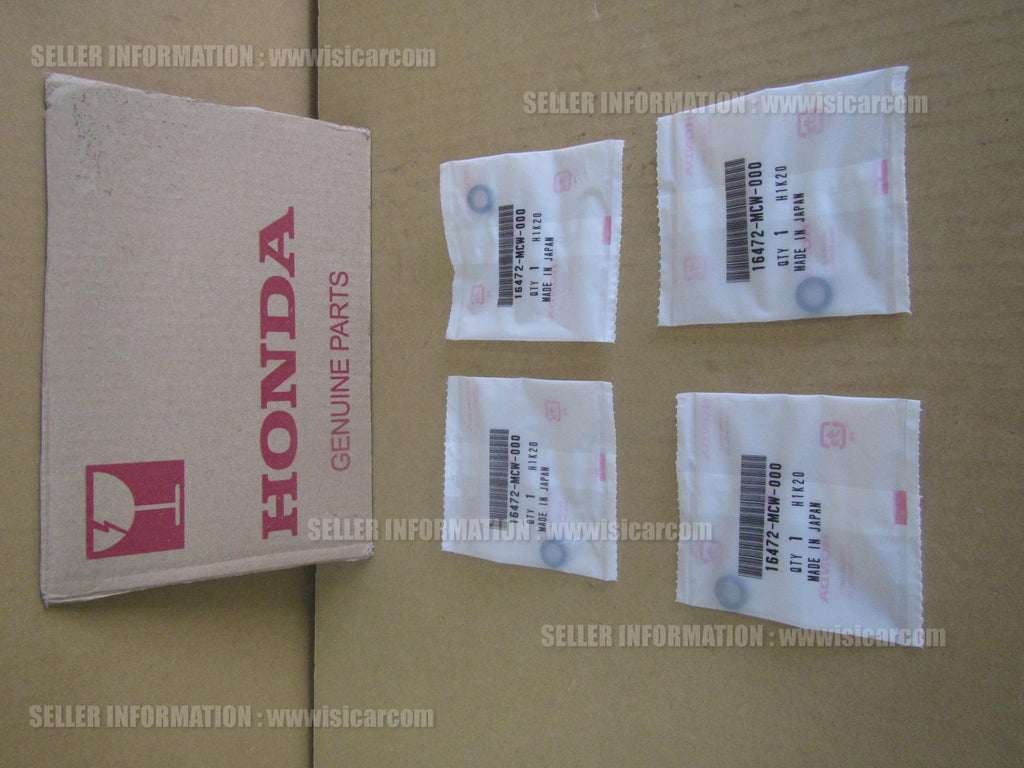 SELLER INFORMATION : wwwisicarcom
SELLER INFORMATION : wwwisicarcom
HONDA
GENUINE PARTS
16472-MCW-000
QTY 1 H1K20
MADE IN JAPAN
16472-MCW-000
QTY 1 H1K20
MADE IN JAPAN
16472-MCW-000
QTY 1 H1K20
MADE IN JAPAN
16472-MCW-000
QTY 1 H1K20
MADE IN JAPAN
SELLER INFORMATION : wwwisicarcom
SELLER INFORMATION : wwwisicarcom
SELLER INFORMATION : wwwisicarcom